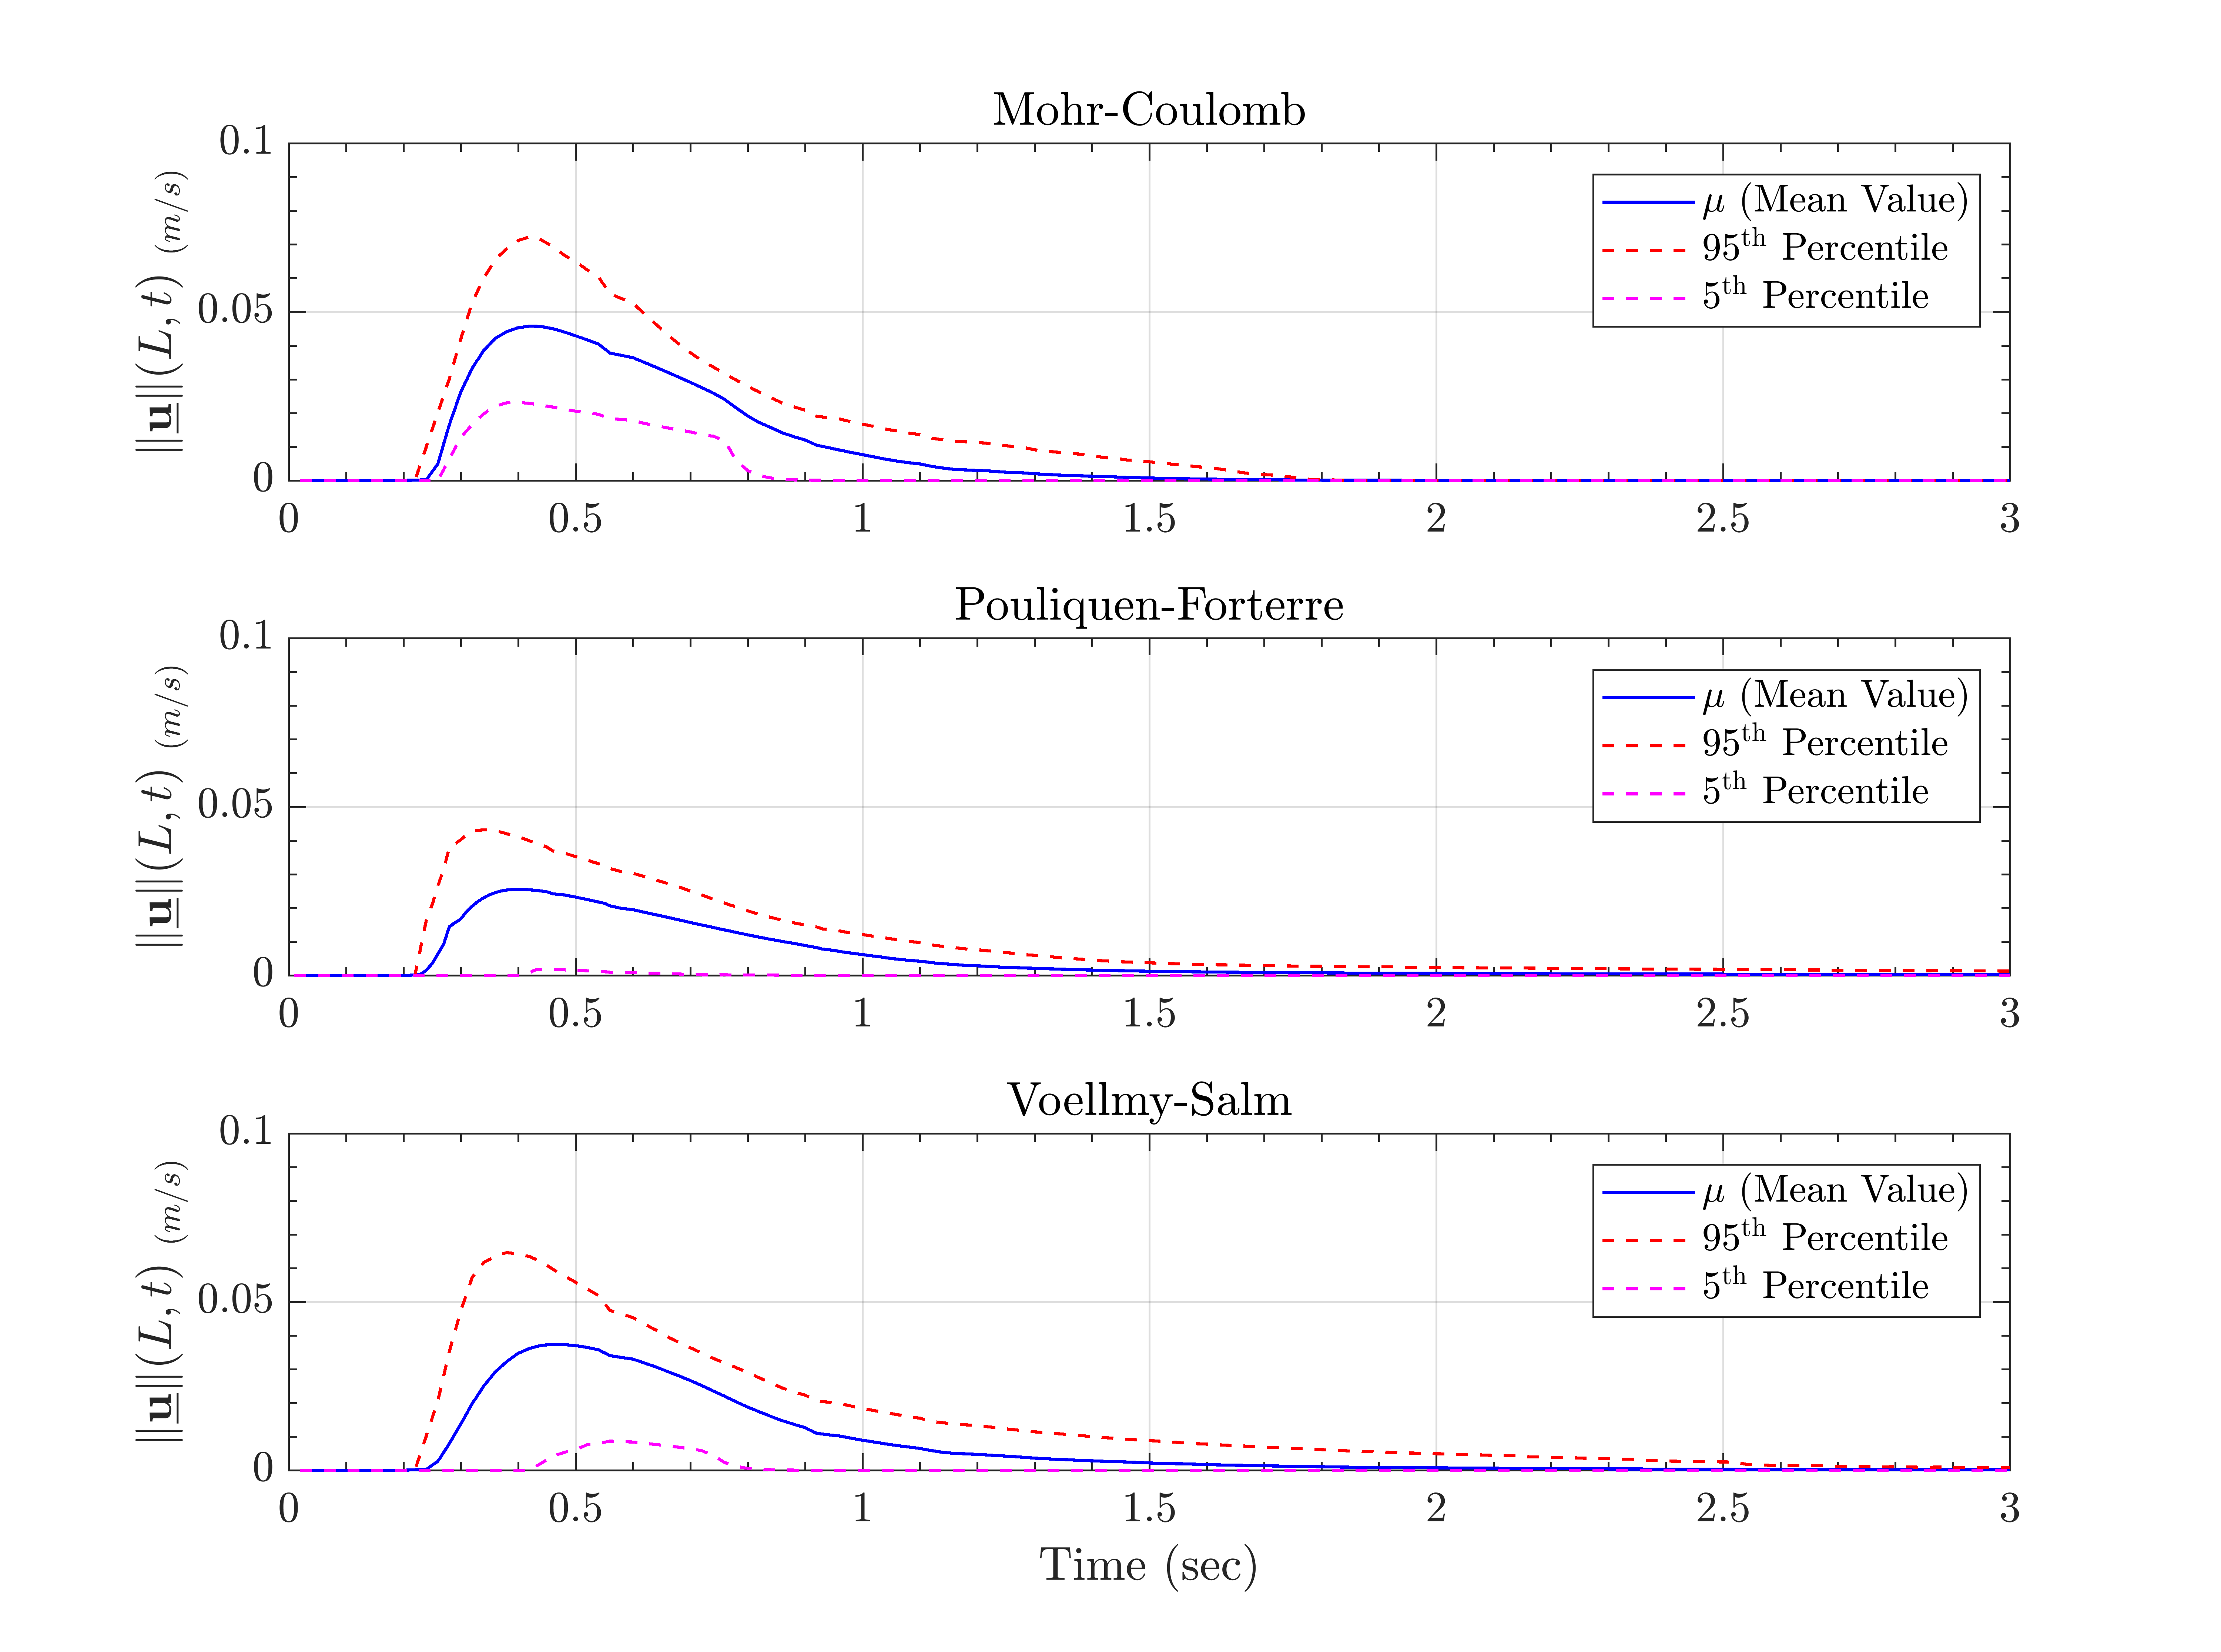 Mohr-Coulomb
||u||(L, t) (m/s)
0.1
0.05
0
μ (Mean Value)
95th Percentile
5th Percentile
0 0.5 1 1.5 2 2.5 3
Pouliquen-Forterre
||u||(L, t) (m/s)
0.1
0.05
0
μ (Mean Value)
95th Percentile
5th Percentile
0 0.5 1 1.5 2 2.5 3
Voellmy-Salm
||u||(L, t) (m/s)
0.1
0.05
0
μ (Mean Value)
95th Percentile
5th Percentile
0 0.5 1 1.5 2 2.5 3
Time (sec)